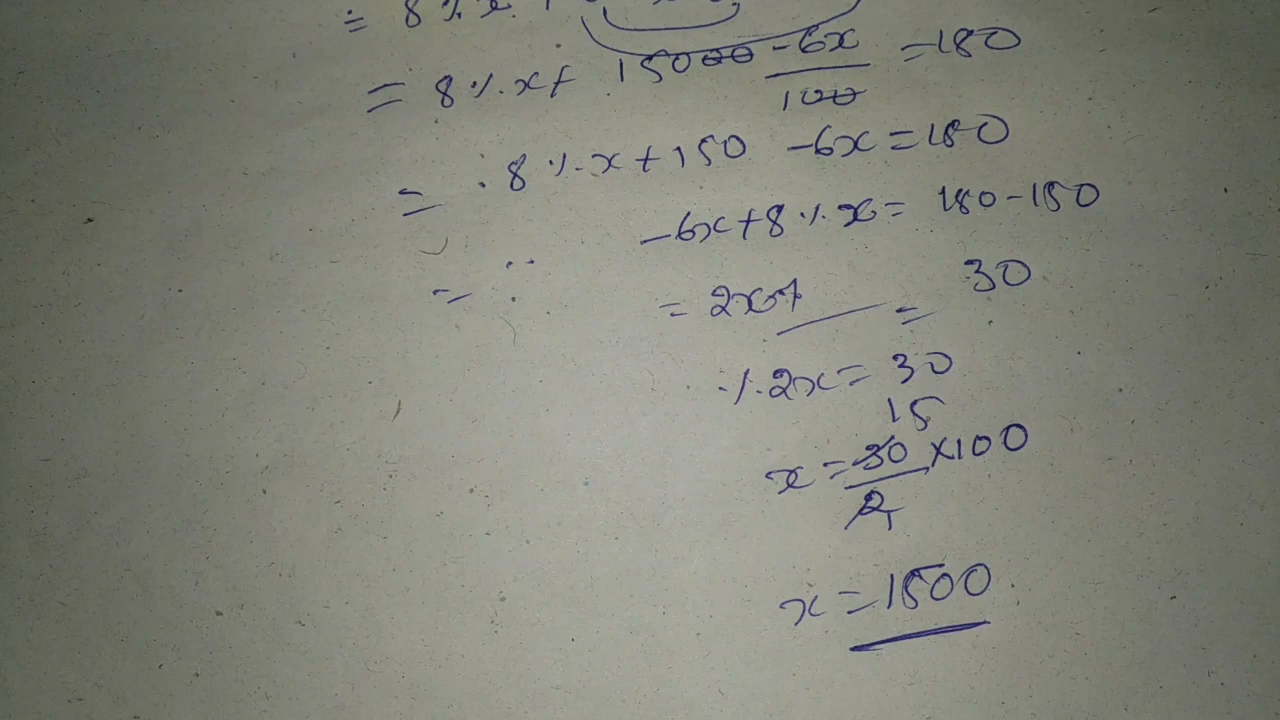 = 8 %.x
= 8 %.x + 15000 -6x/100 = 180
= .8 %.x + 150 -6x = 180
-6x + 8 %.x = 180 - 150
= 2x+ = 30
%.2x = 30
15
x = 30/2 x 100
x = 1500